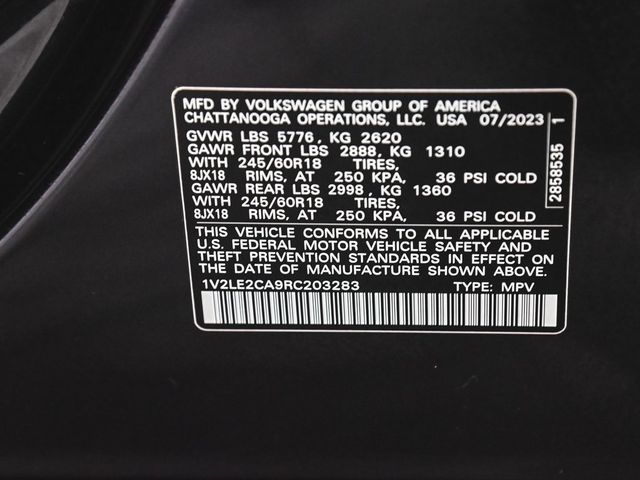 MFD BY VOLKSWAGEN GROUP OF AMERICA
CHATTANOOGA OPERATIONS, LLC. USA 07/2023
GVWR LBS 5776, KG 2620
GAWR FRONT LBS 2888, KG 1310
WITH 245/60R18 TIRES,
8JX18 RIMS, AT 250 KPA, 36 PSI COLD
GAWR REAR LBS 2998, KG 1360
WITH 245/60R18 TIRES,
8JX18 RIMS, AT 250 KPA, 36 PSI COLD
THIS VEHICLE CONFORMS TO ALL APPLICABLE
U.S. FEDERAL MOTOR VEHICLE SAFETY AND
THEFT PREVENTION STANDARDS IN EFFECT ON
THE DATE OF MANUFACTURE SHOWN ABOVE.
1V2LE2CA9RC203283 TYPE: MPV
2858535 1